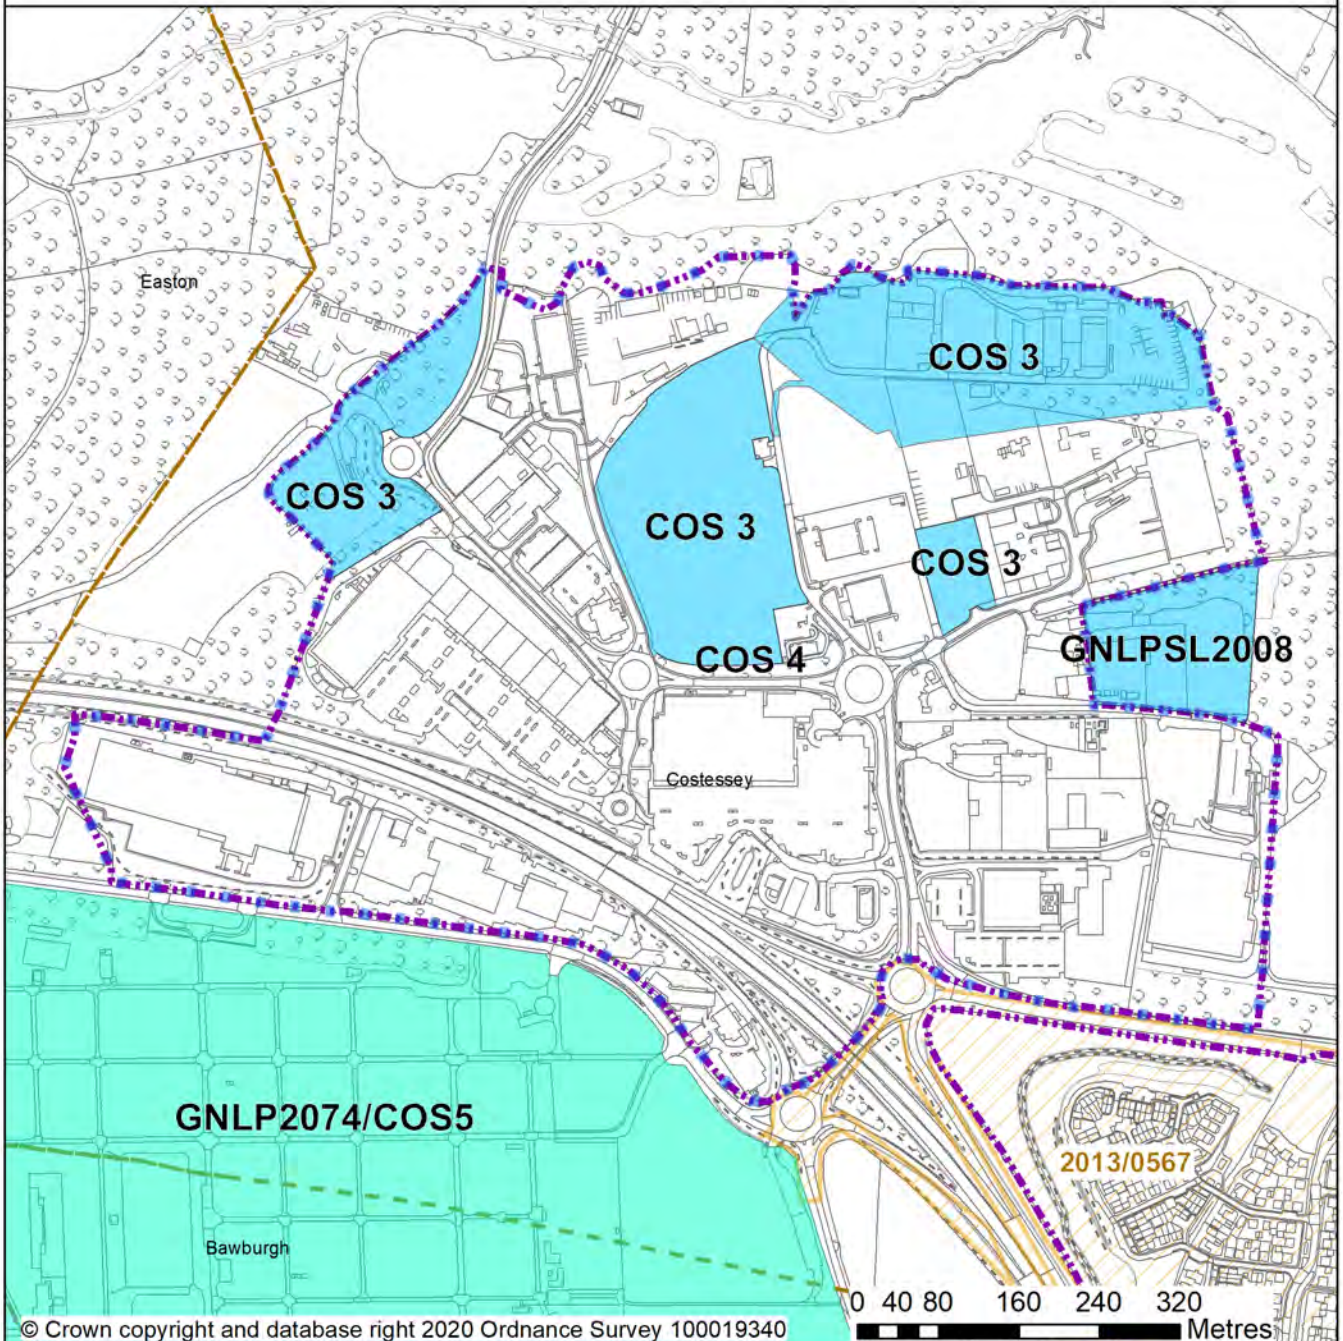 Easton
COS 3
COS 3
COS 3
COS 3
GNLPSL2008
COS 4
Costessey
GNLP2074/COS5
2013/0567
Bawburgh
0 40 80 160 240 320
Metres
© Crown copyright and database right 2020 Ordnance Survey 100019340